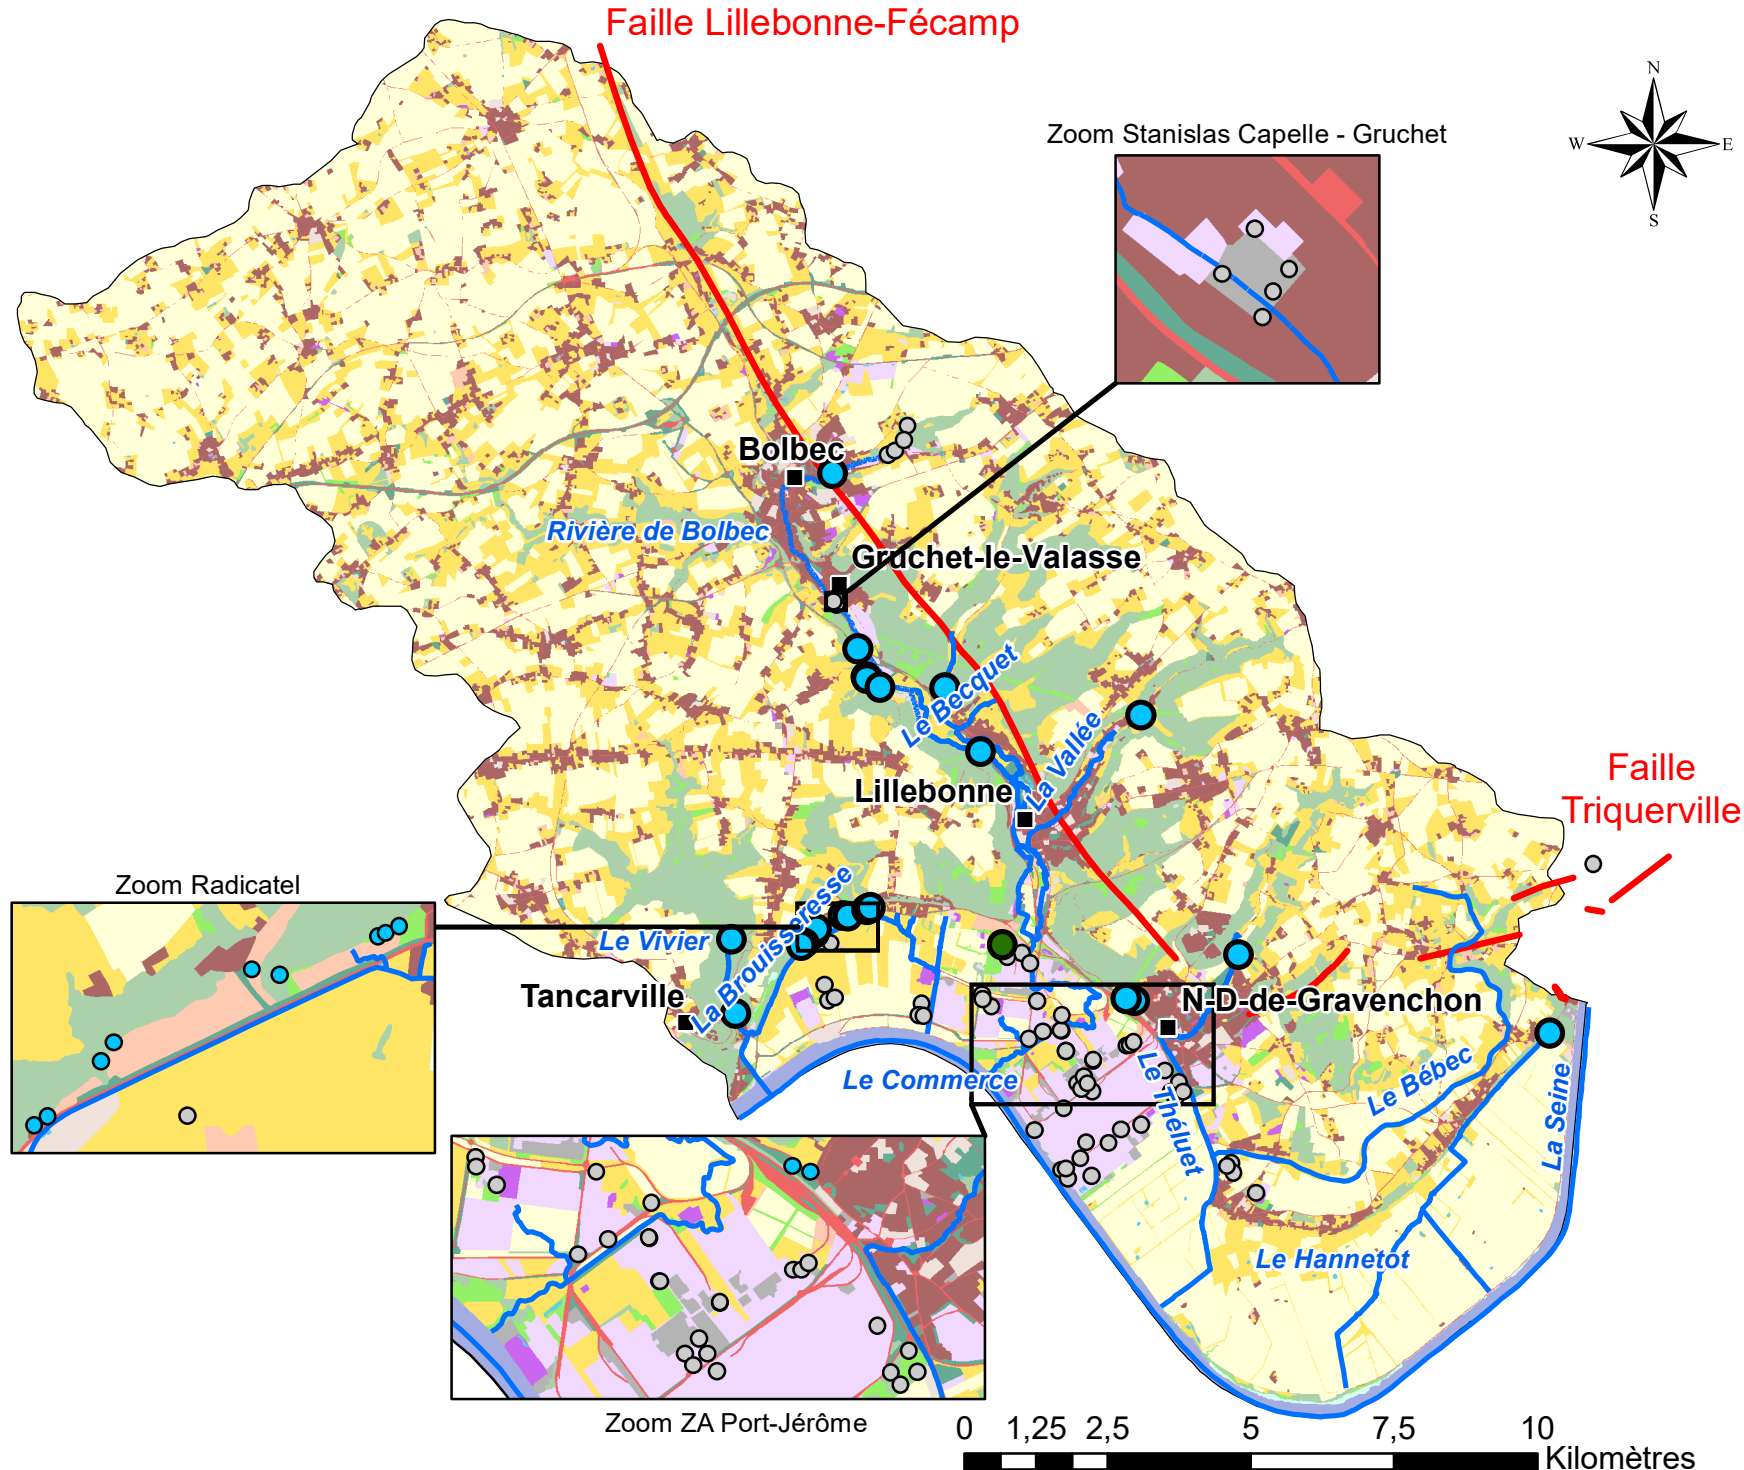 Faille Lillebonne-Fécamp
N
W
E
S
Zoom Stanislas Capelle - Gruchet
Bolbec
Rivière de Bolbec
Gruchet-le-Valasse
Le Becquet
La Vallée
Lillebonne
Faille
Triquerville
Zoom Radicatel
La Brouisseresse
Le Vivier
Tancarville
N-D-de-Gravenchon
Le Commerce
Le Théluet
Le Bébec
La Seine
Le Hannetot
Zoom ZA Port-Jérôme
0 1,25 2,5 5 7,5 10
Kilomètres